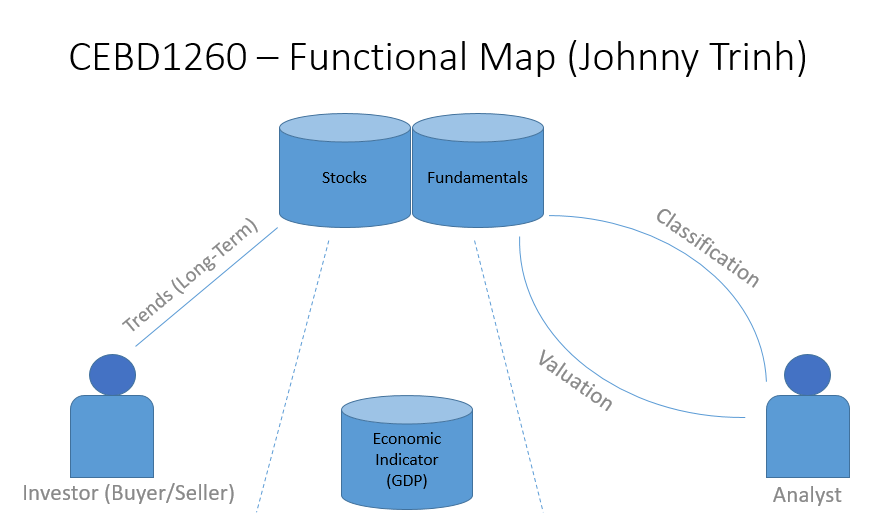 CEBD1260 – Functional Map (Johnny Trinh)
Stocks
Fundamentals
Trends (Long-Term)
Classification
Valuation
Economic
Indicator
(GDP)
Investor (Buyer/Seller)
Analyst